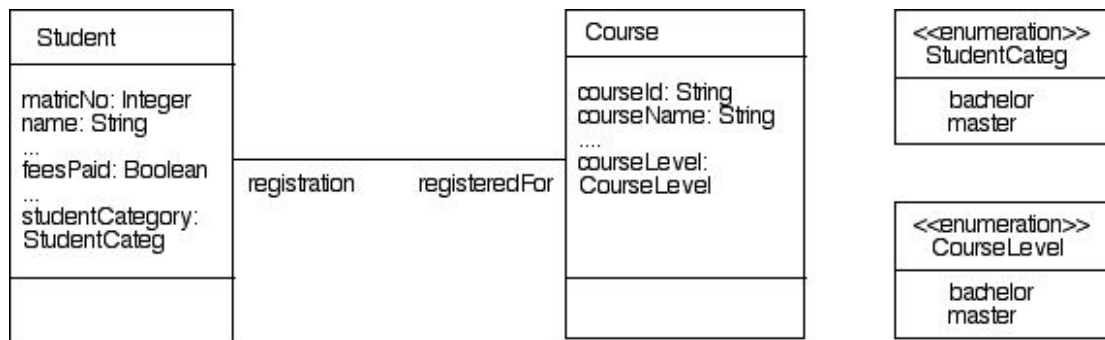 Student
matricNo: Integer
name: String
...
feesPaid: Boolean
...
studentCategory:
StudentCateg
registration
registeredFor
Course
courseId: String
courseName: String
....
courseLevel:
CourseLevel
<<enumeration>>
StudentCateg
bachelor
master
<<enumeration>>
CourseLevel
bachelor
master